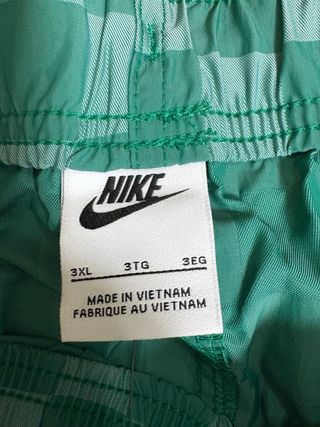 NIKE
3XL 3TG 3EG
MADE IN VIETNAM
FABRIQUE AU VIETNAM